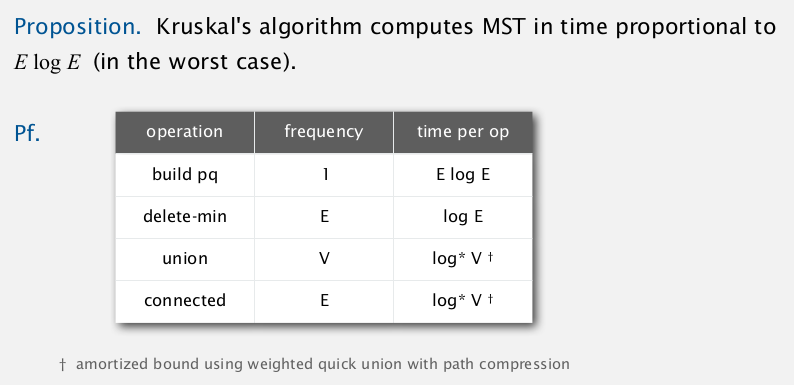 Proposition. Kruskal's algorithm computes MST in time proportional to
E log E (in the worst case).
Pf.
operation frequency time per op
build pq 1 E log E
delete-min E log E
union V log* V †
connected E log* V †
† amortized bound using weighted quick union with path compression